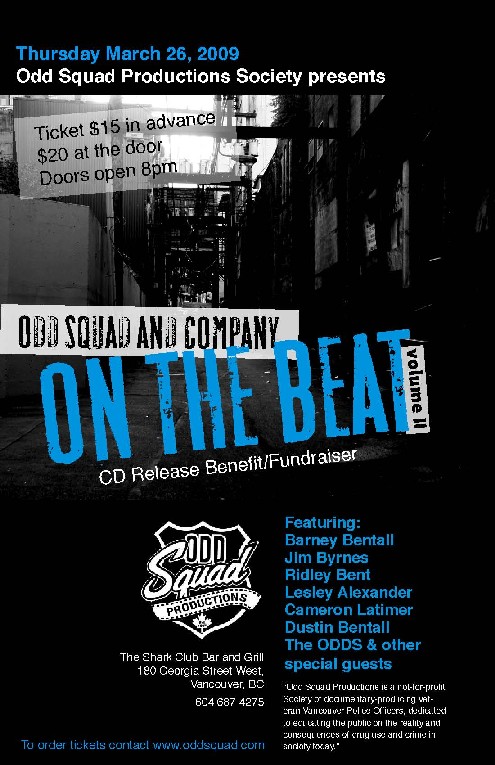 Thursday March 26, 2009
Odd Squad Productions Society presents
Ticket $15 in advance
$20 at the door
Doors open 8pm
ODD SQUAD AND COMPANY
ON THE BEAT
volume II
CD Release Benefit/Fundraiser
ODD
Squad
PRODUCTIONS
The Shark Club Bar and Grill
180 Georgia Street West,
Vancouver, BC
604 687 4275
To order tickets contact www.oddsquad.com
Featuring:
Barney Bentall
Jim Byrnes
Ridley Bent
Lesley Alexander
Cameron Latimer
Dustin Bentall
The ODDS & other
special guests
"Odd Squad Productions is a not-for-profit
Society of documentary-producing vet-
eran Vancouver Police Officers, dedicated
to educating the public on the reality and
consequences of drug use and crime in
society today."